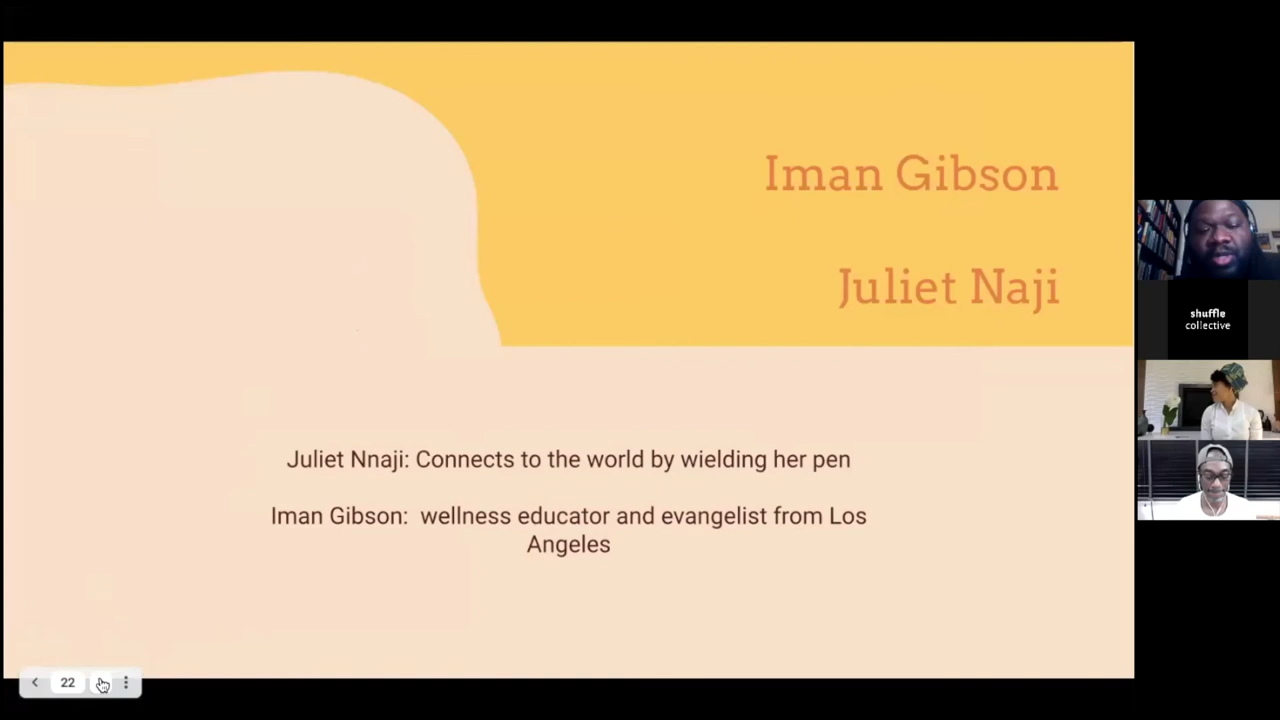 Iman Gibson
Juliet Naji
Juliet Nnaji: Connects to the world by wielding her pen
Iman Gibson: wellness educator and evangelist from Los
Angeles
shuffle
collective
22